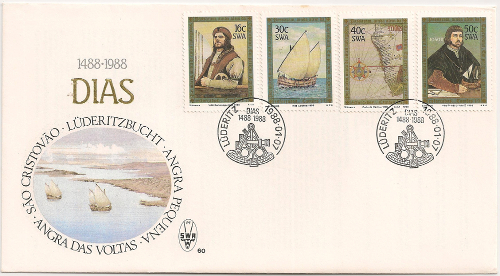 1488-1988
DIAS
SÃO CRISTOVÃO · LÜDERITZBUCHT · ANGRA PEQUENA · ANGRA DAS VOLTAS ·
SWA
60
16c
SWA
30c
SWA
40c
SWA
50c
SWA
LÜDERITZ 1988-01-07
DIAS
1488 1988
LÜDERITZ 1988-01-07
DIAS
1488-1988